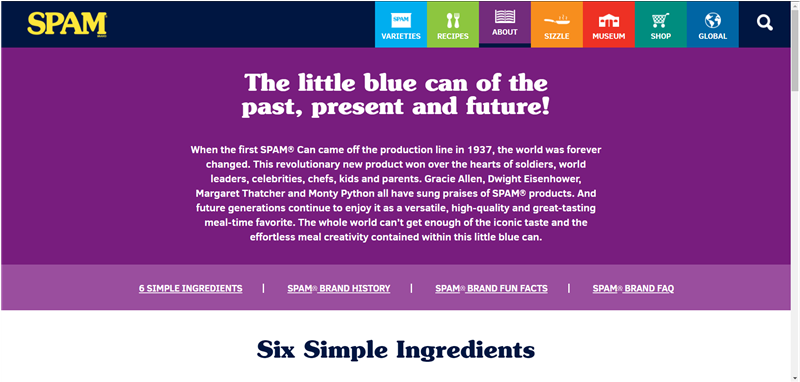 SPAM
SPAM
VARIETIES
RECIPES
ABOUT
SIZZLE
MUSEUM
SHOP
GLOBAL
The little blue can of the
past, present and future!
When the first SPAM® Can came off the production line in 1937, the world was forever
changed. This revolutionary new product won over the hearts of soldiers, world
leaders, celebrities, chefs, kids and parents. Gracie Allen, Dwight Eisenhower,
Margaret Thatcher and Monty Python all have sung praises of SPAM® products. And
future generations continue to enjoy it as a versatile, high-quality and great-tasting
meal-time favorite. The whole world can't get enough of the iconic taste and the
effortless meal creativity contained within this little blue can.
6 SIMPLE INGREDIENTS | SPAM® BRAND HISTORY | SPAM® BRAND FUN FACTS | SPAM® BRAND FAQ
Six Simple Ingredients